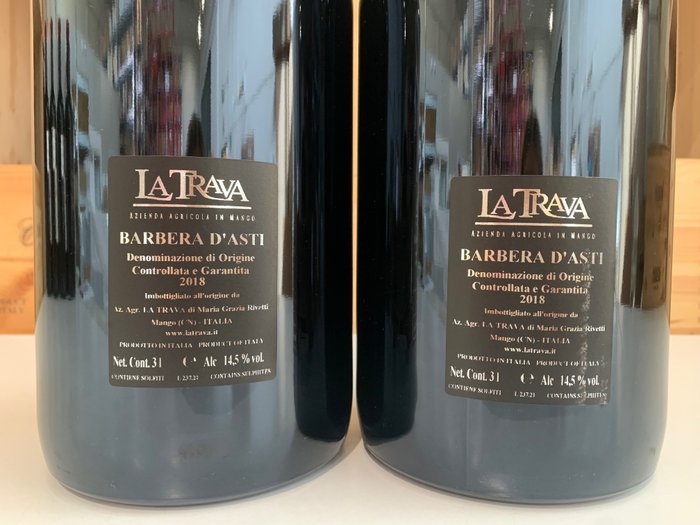 LA TRAVA
AZIENDA AGRICOLA IN MANGO
BARBERA D'ASTI
Denominazione di Origine
Controllata e Garantita
2018
Imbottigliato all'origine da
Az. Agr. LA TRAVA di Maria Grazia Rivetti
Mango (CN) - ITALIA
www.latrava.it
PRODOTTO IN ITALIA PRODUCT OF ITALY
Net. Cont. 3 l e Alc 14,5 % vol.
CONTIENE SOLFITI L 237.21 CONTAINS SULPHITES
LA TRAVA
AZIENDA AGRICOLA IN MANGO
BARBERA D'ASTI
Denominazione di Origine
Controllata e Garantita
2018
Imbottigliato all'origine da
Az. Agr. LA TRAVA di Maria Grazia Rivetti
Mango (CN) - ITALIA
www.latrava.it
PRODOTTO IN ITALIA PRODUCT OF ITALY
Net. Cont. 3 l e Alc 14,5 % vol.
CONTIENE SOLFITI L 237.21 CONTAINS SULPHITES